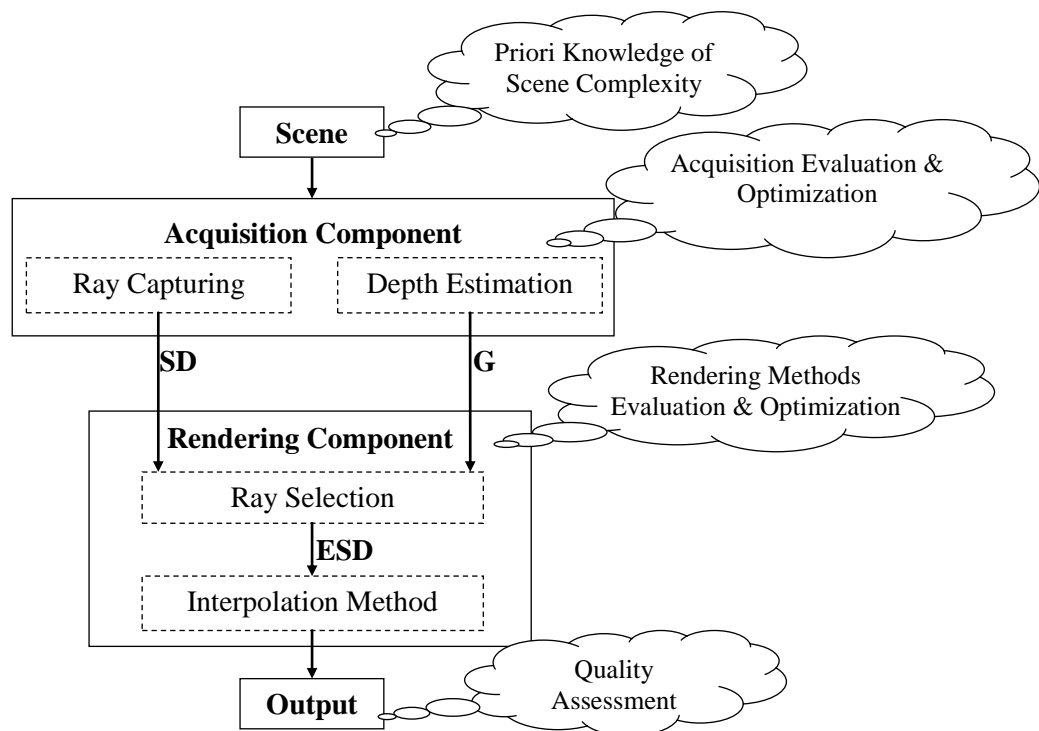 Priori Knowledge of
Scene Complexity
Scene
Acquisition Evaluation &
Optimization
Acquisition Component
Ray Capturing
Depth Estimation
SD
G
Rendering Methods
Evaluation & Optimization
Rendering Component
Ray Selection
ESD
Interpolation Method
Quality
Assessment
Output